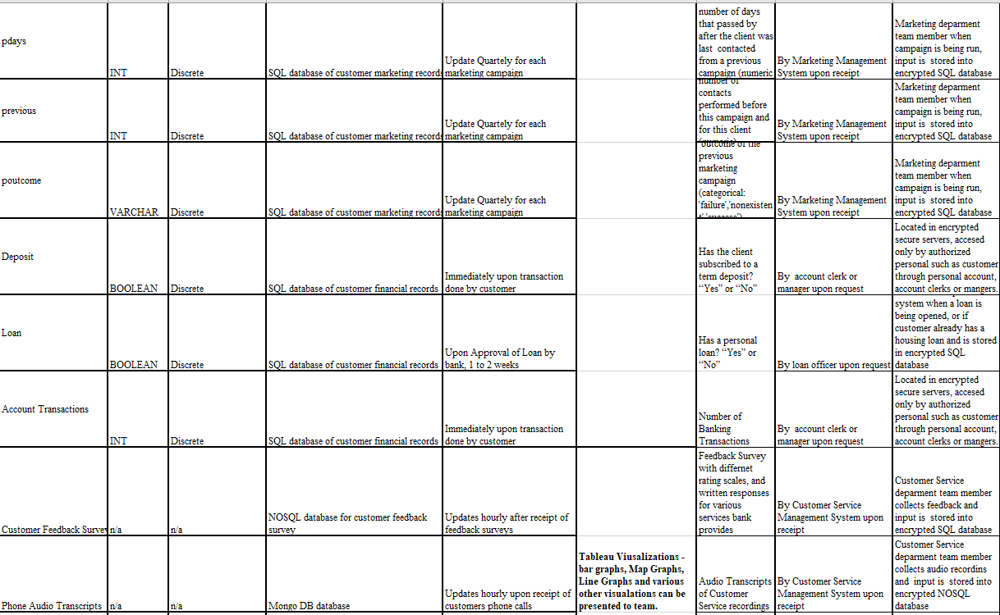 pdays
INT
Discrete
SQL database of customer marketing records
Update Quartely for each
marketing campaign
number of days
that passed by
after the client was
last contacted
from a previous
campaign (numeric
By Marketing Management
System upon receipt
Marketing deparment
team member when
campaign is being run,
input is stored into
encrypted SQL database
previous
INT
Discrete
SQL database of customer marketing records
Update Quartely for each
marketing campaign
number of
contacts
performed before
this campaign and
for this client
By Marketing Management
System upon receipt
Marketing deparment
team member when
campaign is being run,
input is stored into
encrypted SQL database
poutcome
VARCHAR
Discrete
SQL database of customer marketing records
Update Quartely for each
marketing campaign
outcome of the
previous
marketing
campaign
(categorical:
'failure','nonexisten
t','success')
By Marketing Management
System upon receipt
Marketing deparment
team member when
campaign is being run,
input is stored into
encrypted SQL database
Deposit
BOOLEAN
Discrete
SQL database of customer financial records
Immediately upon transaction
done by customer
Has the client
subscribed to a
term deposit?
“Yes” or “No”
By account clerk or
manager upon request
Located in encrypted
secure servers, accesed
only by authorized
personal such as customer
through personal account,
account clerks or mangers.
Loan
BOOLEAN
Discrete
SQL database of customer financial records
Upon Approval of Loan by
bank, 1 to 2 weeks
Has a personal
loan? “Yes” or
“No”
By loan officer upon request
system when a loan is
being opened, or if
customer already has a
housing loan and is stored
in encrypted SQL
database
Account Transactions
INT
Discrete
SQL database of customer financial records
Immediately upon transaction
done by customer
Number of
Banking
Transactions
By account clerk or
manager upon request
Located in encrypted
secure servers, accesed
only by authorized
personal such as customer
through personal account,
account clerks or mangers.
Customer Feedback Survey
n/a
n/a
NOSQL database for customer feedback
survey
Updates hourly after receipt of
feedback surveys
Feedback Survey
with differnet
rating scales, and
written responses
for various
services bank
provides
By Customer Service
Management System upon
receipt
Customer Service
deparment team member
collects feedback and
input is stored into
encrypted SQL database
Phone Audio Transcripts
n/a
n/a
Mongo DB database
Updates hourly upon receipt of
customers phone calls
Tableau Viusalizations -
bar graphs, Map Graphs,
Line Graphs and various
other visualations can be
presented to team.
Audio Transcripts
of Customer
Service recordings
By Customer Service
Management System upon
receipt
Customer Service
deparment team member
collects audio recordins
and input is stored into
encrypted NOSQL
database